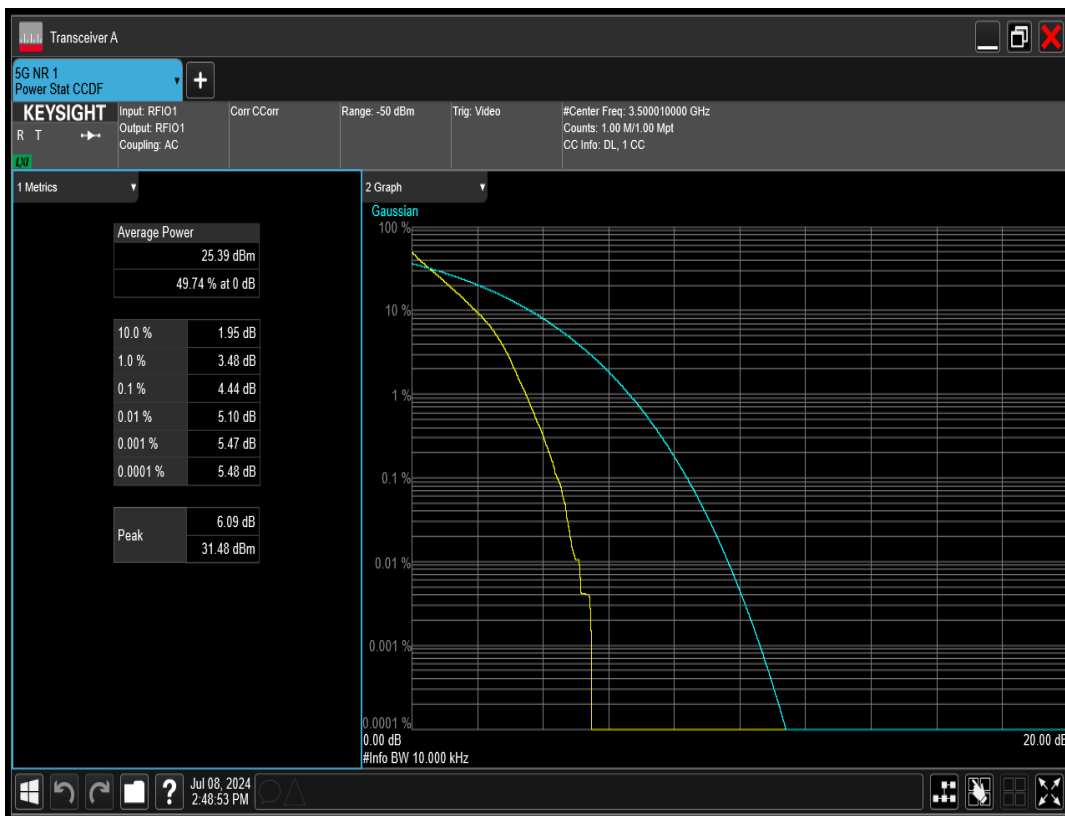 Transceiver A
5G NR 1
Power Stat CCDF
+
KEYSIGHT
R T
LXI
Input: RFIO1
Output: RFIO1
Coupling: AC
Corr CCorr
Range: -50 dBm
Trig: Video
#Center Freq: 3.500010000 GHz
Counts: 1.00 M/1.00 Mpt
CC Info: DL, 1 CC
1 Metrics
Average Power
25.39 dBm
49.74 % at 0 dB
10.0 % 1.95 dB
1.0 % 3.48 dB
0.1 % 4.44 dB
0.01 % 5.10 dB
0.001 % 5.47 dB
0.0001 % 5.48 dB
Peak
6.09 dB
31.48 dBm
2 Graph
Gaussian
100 %
10 %
1 %
0.1 %
0.01 %
0.001 %
0.0001 %
0.00 dB
20.00 dB
#Info BW 10.000 kHz
?
Jul 08, 2024
2:48:53 PM